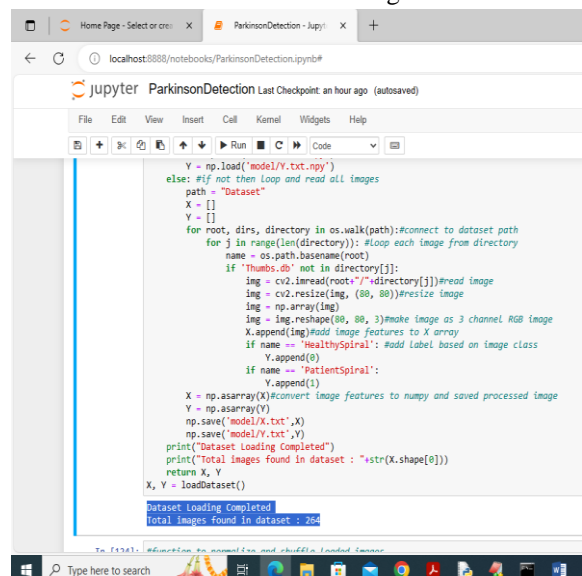 Home Page - Select or crea X ParkinsonDetection - Jupyt X +
localhost:8888/notebooks/ParkinsonDetection.ipynb#
jupyter ParkinsonDetection Last Checkpoint: an hour ago (autosaved)
File Edit View Insert Cell Kernel Widgets Help
Run Code
Y = np.load('model/Y.txt.npy')
else: #if not then loop and read all images
path = "Dataset"
X = []
Y = []
for root, dirs, directory in os.walk(path):#connect to dataset path
for j in range(len(directory)): #loop each image from directory
name = os.path.basename(root)
if 'Thumbs.db' not in directory[j]:
img = cv2.imread(root+"/"+directory[j])#read image
img = cv2.resize(img, (80, 80))#resize image
img = np.array(img)
img = img.reshape(80, 80, 3)#make image as 3 channel RGB image
X.append(img)#add image features to X array
if name == 'HealthySpiral': #add label based on image class
Y.append(0)
if name == 'PatientSpiral':
Y.append(1)
X = np.asarray(X)#convert image features to numpy and saved processed image
Y = np.asarray(Y)
np.save('model/X.txt',X)
np.save('model/Y.txt',Y)
print("Dataset Loading Completed")
print("Total images found in dataset : "+str(X.shape[0]))
return X, Y
X, Y = loadDataset()
Dataset Loading Completed
Total images found in dataset : 264
In [124]: #function to normalize and shuffle loaded images
Type here to search